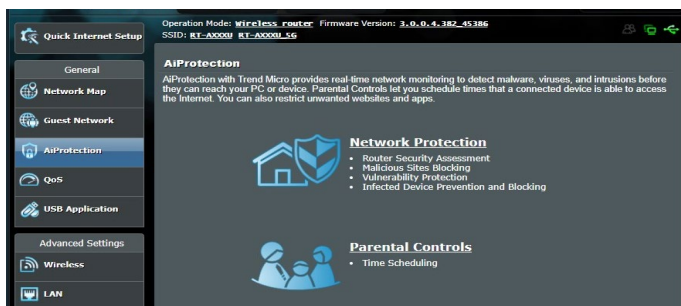 Quick Internet Setup
Operation Mode: Wireless router Firmware Version: 3.0.0.4.382_45386
SSID: RT-AXXXU RT-AXXXU_5G
General
Network Map
Guest Network
AiProtection
QoS
USB Application
Advanced Settings
Wireless
LAN
AiProtection
AiProtection with Trend Micro provides real-time network monitoring to detect malware, viruses, and intrusions before
they can reach your PC or device. Parental Controls let you schedule times that a connected device is able to access
the Internet. You can also restrict unwanted websites and apps.
Network Protection
• Router Security Assessment
• Malicious Sites Blocking
• Vulnerability Protection
• Infected Device Prevention and Blocking
Parental Controls
• Time Scheduling